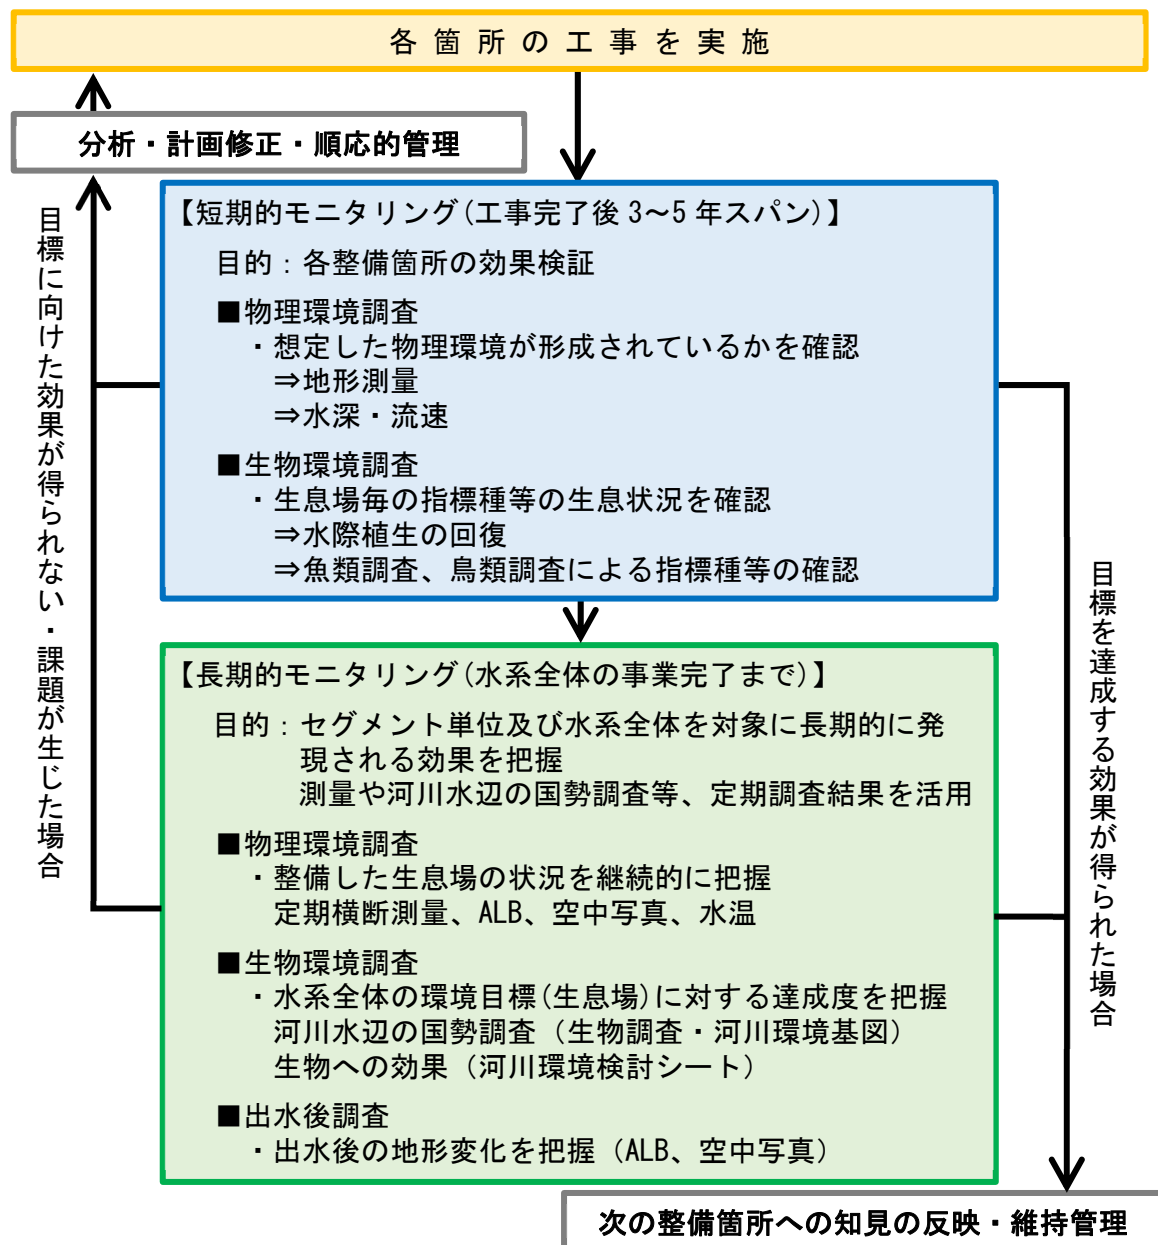 各箇所の工事を実施
分析・計画修正・順応的管理
【短期的モニタリング(工事完了後3～5年スパン)】
目的：各整備箇所の効果検証
■物理環境調査
・想定した物理環境が形成されているかを確認
⇒地形測量
⇒水深・流速
■生物環境調査
・生息場毎の指標種等の生息状況を確認
⇒水際植生の回復
⇒魚類調査、鳥類調査による指標種等の確認
目標に向けた効果が得られない・課題が生じた場合
【長期的モニタリング(水系全体の事業完了まで)】
目的：セグメント単位及び水系全体を対象に長期的に発
現される効果を把握
測量や河川水辺の国勢調査等、定期調査結果を活用
■物理環境調査
・整備した生息場の状況を継続的に把握
定期横断測量、ALB、空中写真、水温
■生物環境調査
・水系全体の環境目標(生息場)に対する達成度を把握
河川水辺の国勢調査（生物調査・河川環境基図）
生物への効果（河川環境検討シート）
■出水後調査
・出水後の地形変化を把握（ALB、空中写真）
目標を達成する効果が得られた場合
次の整備箇所への知見の反映・維持管理